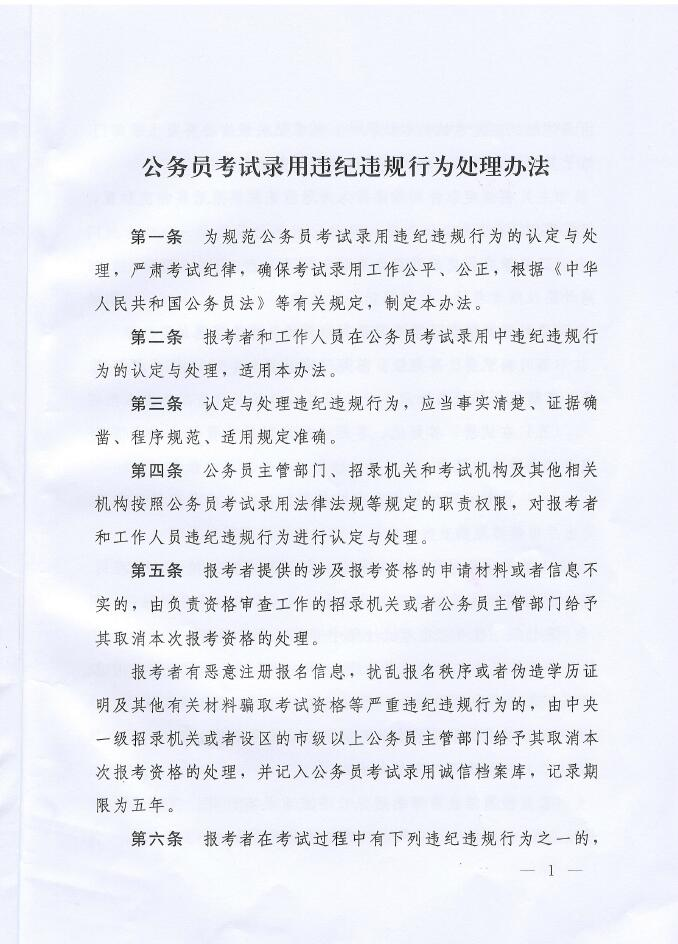 公务员考试录用违纪违规行为处理办法
第一条　为规范公务员考试录用违纪违规行为的认定与处
理，严肃考试纪律，确保考试录用工作公平、公正，根据《中华
人民共和国公务员法》等有关规定，制定本办法。
第二条　报考者和工作人员在公务员考试录用中违纪违规行
为的认定与处理，适用本办法。
第三条　认定与处理违纪违规行为，应当事实清楚、证据确
凿、程序规范、适用规定准确。
第四条　公务员主管部门、招录机关和考试机构及其他相关
机构按照公务员考试录用法律法规等规定的职责权限，对报考者
和工作人员违纪违规行为进行认定与处理。
第五条　报考者提供的涉及报考资格的申请材料或者信息不
实的，由负责资格审查工作的招录机关或者公务员主管部门给予
其取消本次报考资格的处理。
报考者有恶意注册报名信息，扰乱报名秩序或者伪造学历证
明及其他有关材料骗取考试资格等严重违纪违规行为的，由中央
一级招录机关或者设区的市级以上公务员主管部门给予其取消本
次报考资格的处理，并记入公务员考试录用诚信档案库，记录期
限为五年。
第六条　报考者在考试过程中有下列违纪违规行为之一的，
— 1 —